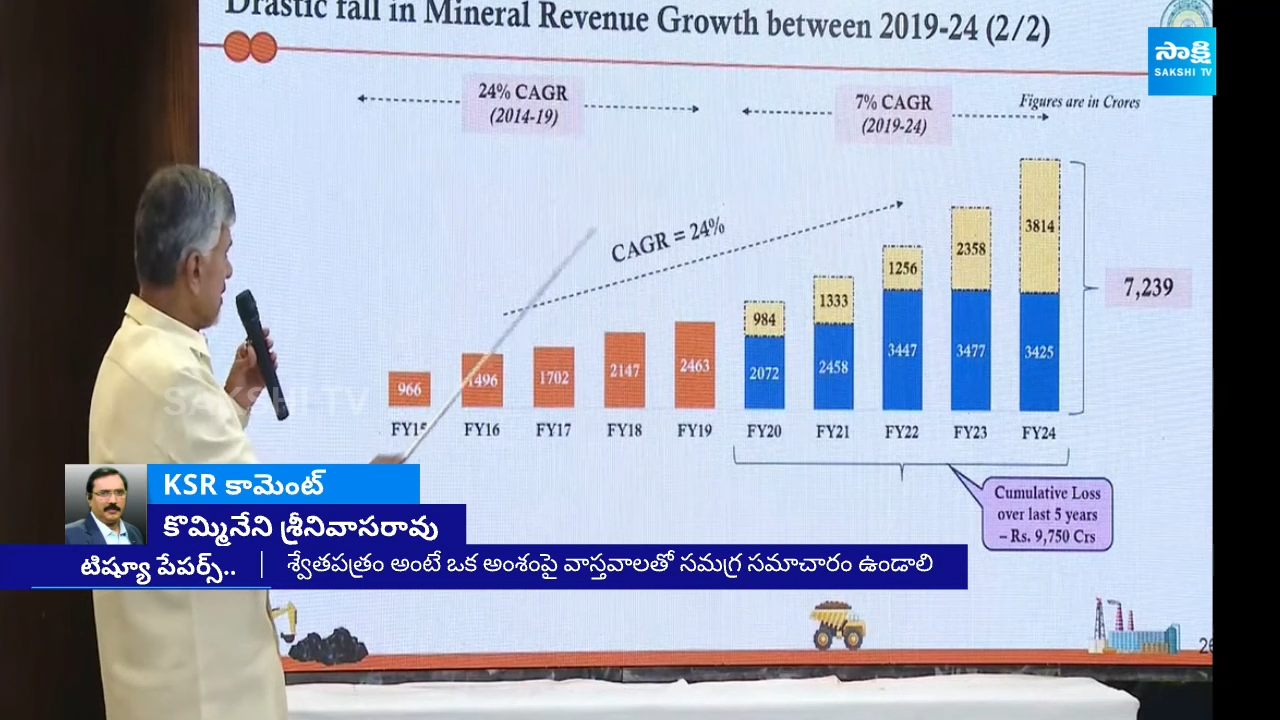 Drastic fall in Mineral Revenue Growth between 2019-24 (2/2)
సాక్షి
SAKSHI TV
24% CAGR
(2014-19)
7% CAGR
(2019-24)
Figures are in Crores
CAGR = 24%
3814
2358
1256
1333
984
7,239
966
1496
1702
2147
2463
2072
2458
3447
3477
3425
SAKSHI TV
FY15
FY16
FY17
FY18
FY19
FY20
FY21
FY22
FY23
FY24
Cumulative Loss
over last 5 years
– Rs. 9,750 Crs
KSR కామెంట్
కొమ్మినేని శ్రీనివాసరావు
టిష్యూ పేపర్స్.. | శ్వేతపత్రం అంటే ఒక అంశంపై వాస్తవాలతో సమగ్ర సమాచారం ఉండాలి